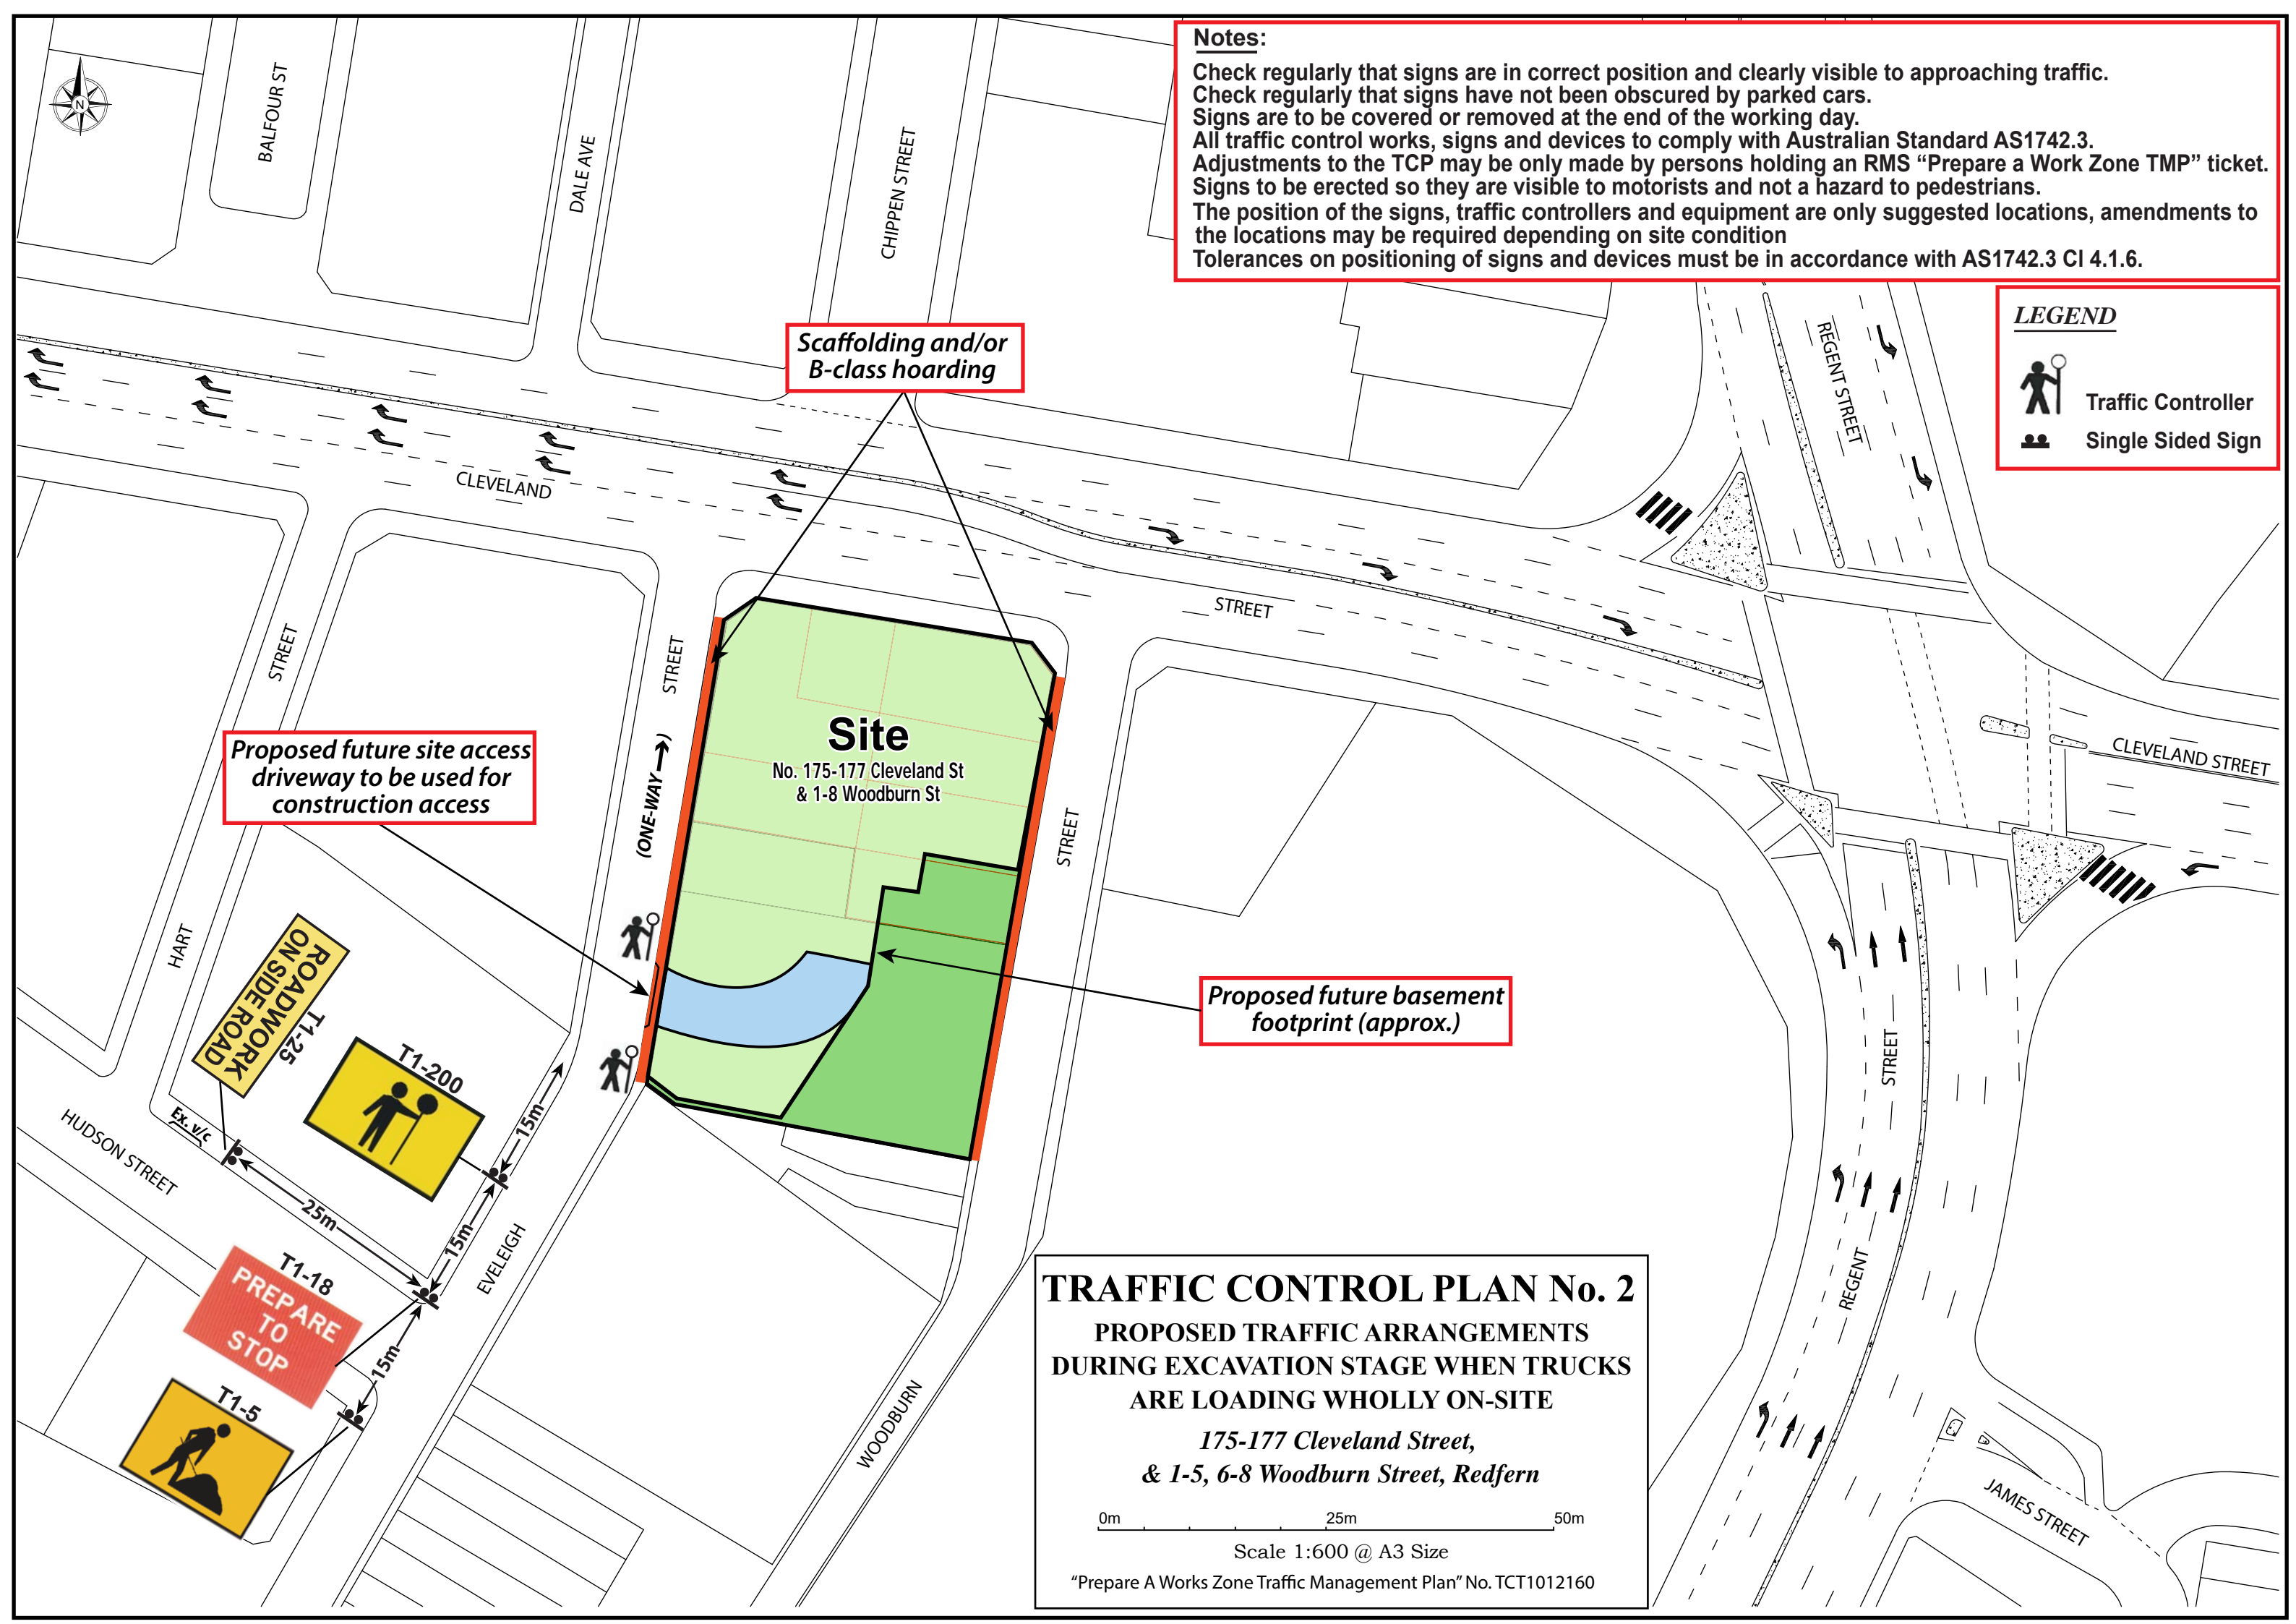 Notes:
Check regularly that signs are in correct position and clearly visible to approaching traffic.
Check regularly that signs have not been obscured by parked cars.
Signs are to be covered or removed at the end of the working day.
All traffic control works, signs and devices to comply with Australian Standard AS1742.3.
Adjustments to the TCP may be only made by persons holding an RMS “Prepare a Work Zone TMP” ticket.
Signs to be erected so they are visible to motorists and not a hazard to pedestrians.
The position of the signs, traffic controllers and equipment are only suggested locations, amendments to
the locations may be required depending on site condition
Tolerances on positioning of signs and devices must be in accordance with AS1742.3 Cl 4.1.6.
LEGEND
Traffic Controller
Single Sided Sign
N
BALFOUR ST
DALE AVE
CHIPPEN STREET
REGENT STREET
Scaffolding and/or
B-class hoarding
CLEVELAND
STREET
CLEVELAND STREET
STREET
STREET
(ONE-WAY
)
Site
No. 175-177 Cleveland St
& 1-8 Woodburn St
STREET
Proposed future site access
driveway to be used for
construction access
HART
ROADWORK
ON SIDE ROAD
T1-25
T1-200
Proposed future basement
footprint (approx.)
Ex. v/c
HUDSON STREET
15m
25m
15m
EVELEIGH
T1-18
PREPARE
TO
STOP
15m
T1-5
WOODBURN
STREET
REGENT
JAMES STREET
TRAFFIC CONTROL PLAN No. 2
PROPOSED TRAFFIC ARRANGEMENTS
DURING EXCAVATION STAGE WHEN TRUCKS
ARE LOADING WHOLLY ON-SITE
175-177 Cleveland Street,
& 1-5, 6-8 Woodburn Street, Redfern
0m 25m 50m
Scale 1:600 @ A3 Size
“Prepare A Works Zone Traffic Management Plan” No. TCT1012160